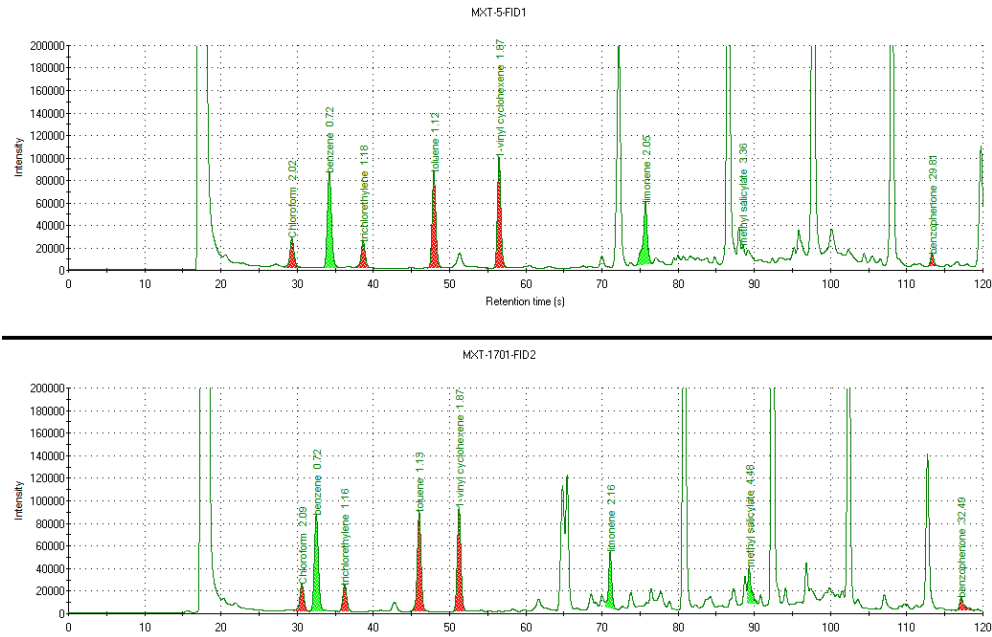 MXT-5-FID1
200000
180000
160000
140000
120000
100000
80000
60000
40000
20000
0
Intensity
Chloroform 2.02
benzene 0.72
trichlorethylene 1.18
toluene 1.12
1-vinyl cyclohexene 1.87
limonene 2.05
methyl salicylate 3.36
benzophenone 29.81
0 10 20 30 40 50 60 70 80 90 100 110 120
Retention time (s)
MXT-1701-FID2
200000
180000
160000
140000
120000
100000
80000
60000
40000
20000
0
Intensity
Chloroform 2.09
benzene 0.72
trichlorethylene 1.16
toluene 1.13
1-vinyl cyclohexene 1.87
limonene 2.16
methyl salicylate 4.48
benzophenone 32.49
0 10 20 30 40 50 60 70 80 90 100 110 120